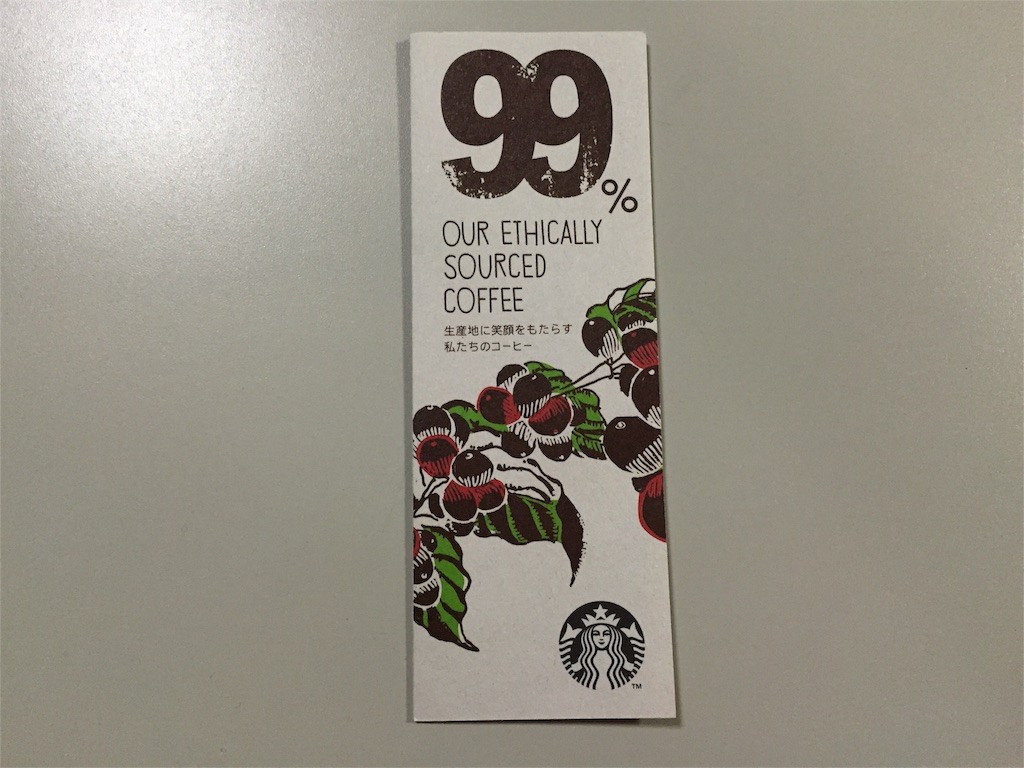 99%
OUR ETHICALLY
SOURCED
COFFEE
生産地に笑顔をもたらす
私たちのコーヒー
TM